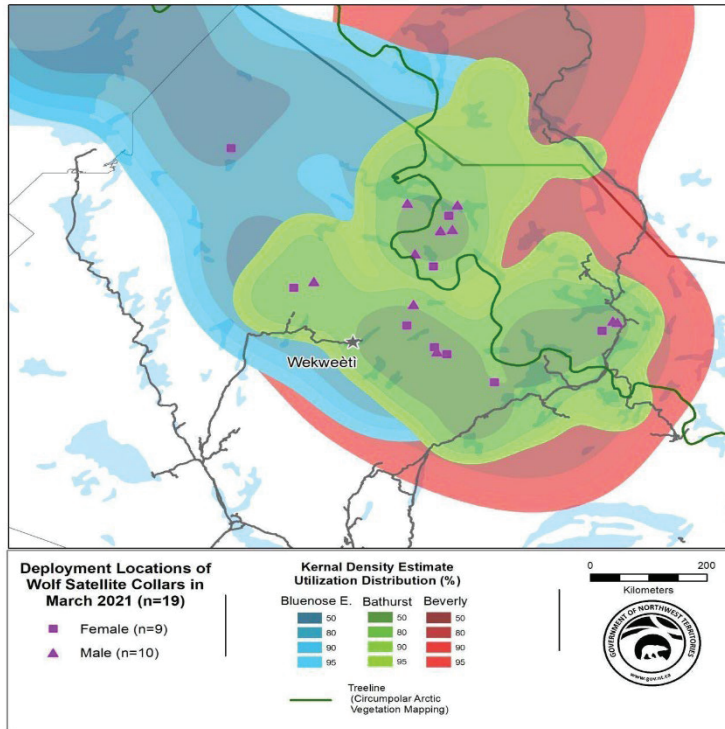 Wekweètì
Deployment Locations of
Wolf Satellite Collars in
March 2021 (n=19)
Female (n=9)
Male (n=10)
Kernal Density Estimate
Utilization Distribution (%)
Bluenose E. Bathurst Beverly
50 50 50
80 80 80
90 90 90
95 95 95
Treeline
(Circumpolar Arctic
Vegetation Mapping)
0 200
Kilometers
GOVERNMENT OF NORTHWEST TERRITORIES
www.gov.nt.ca